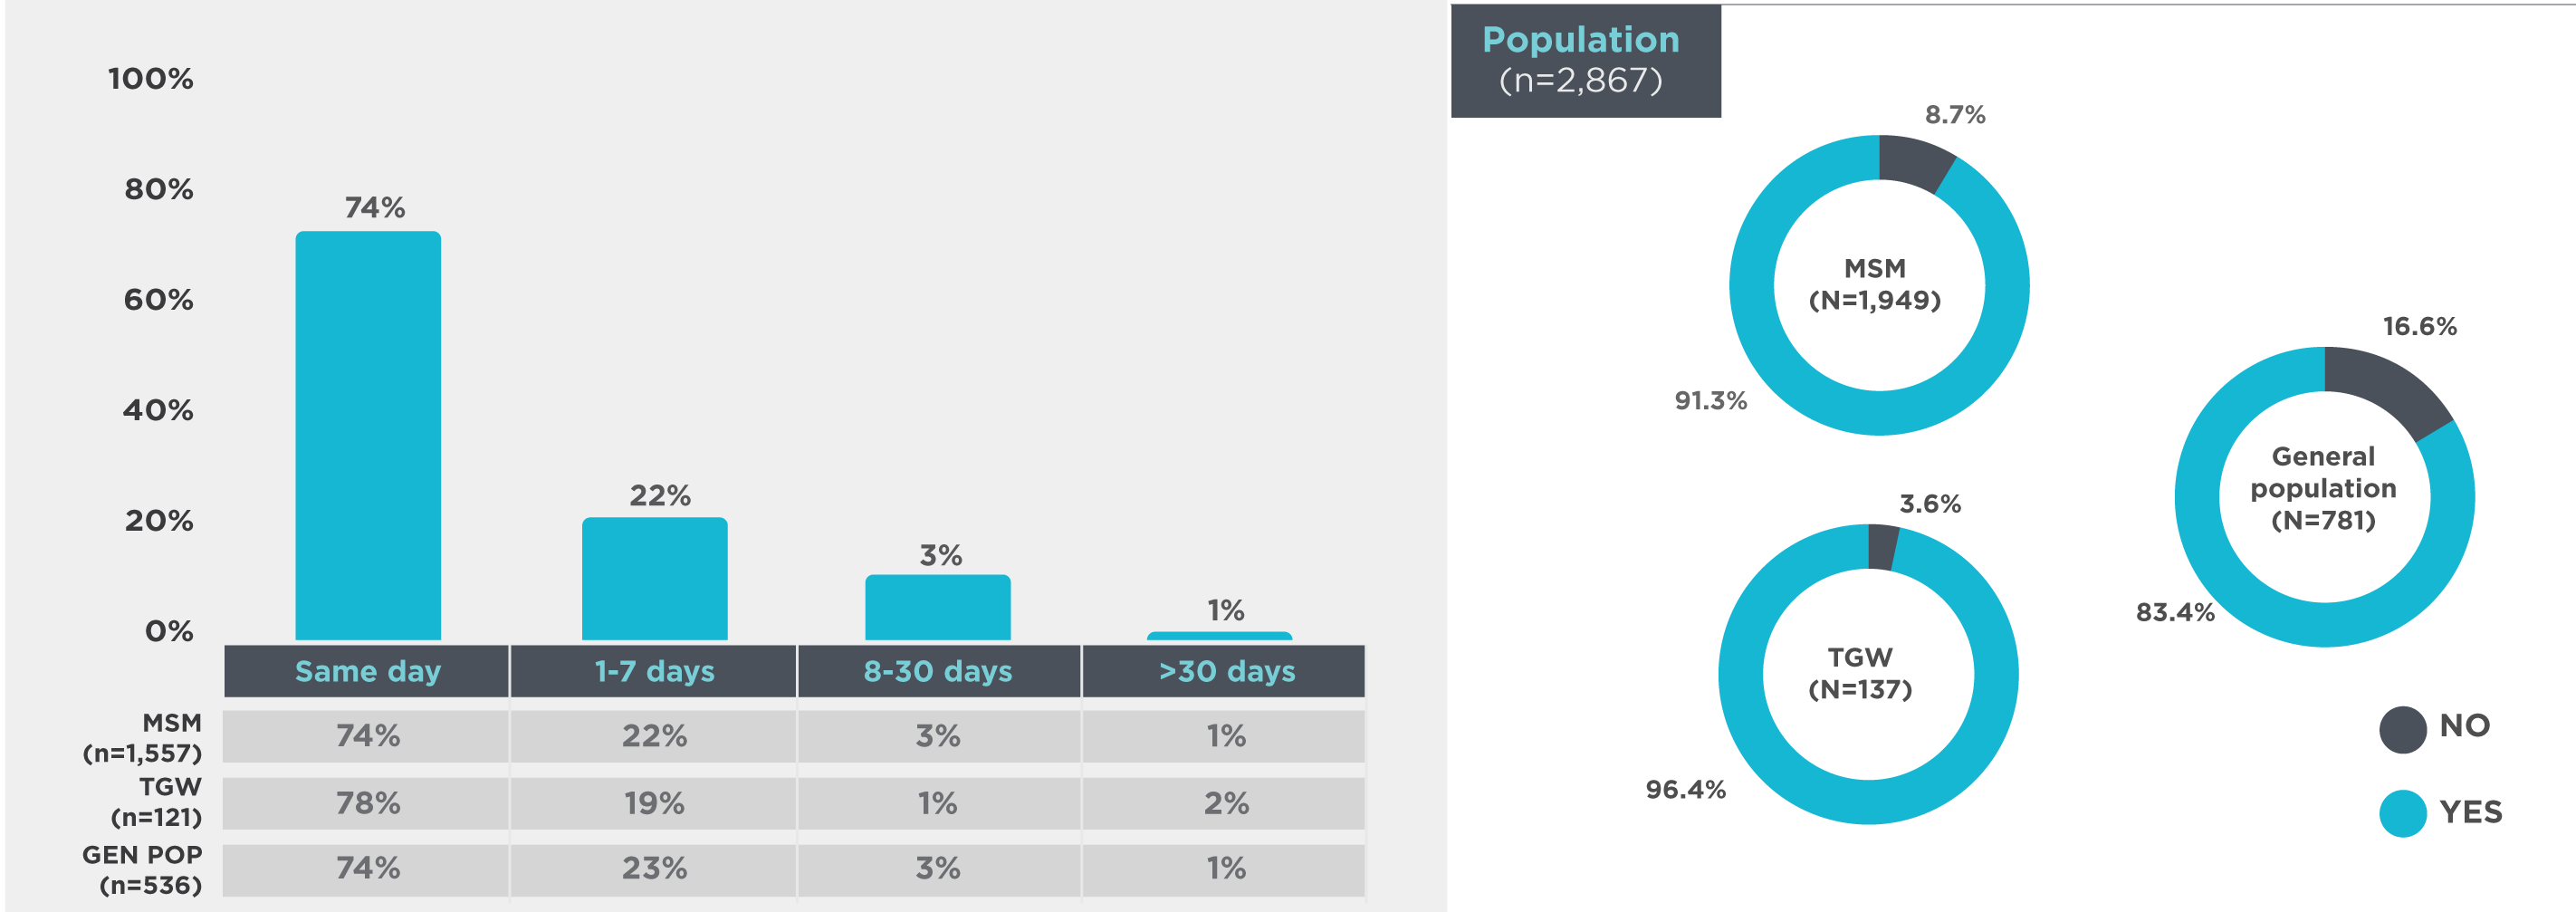 100%
80%
60%
40%
20%
0%
74%
22%
3%
1%
Same day 1-7 days 8-30 days >30 days
MSM
(n=1,557)
74% 22% 3% 1%
TGW
(n=121)
78% 19% 1% 2%
GEN POP
(n=536)
74% 23% 3% 1%
Population
(n=2,867)
8.7%
MSM
(N=1,949)
91.3%
16.6%
General
population
(N=781)
83.4%
3.6%
TGW
(N=137)
96.4%
NO
YES